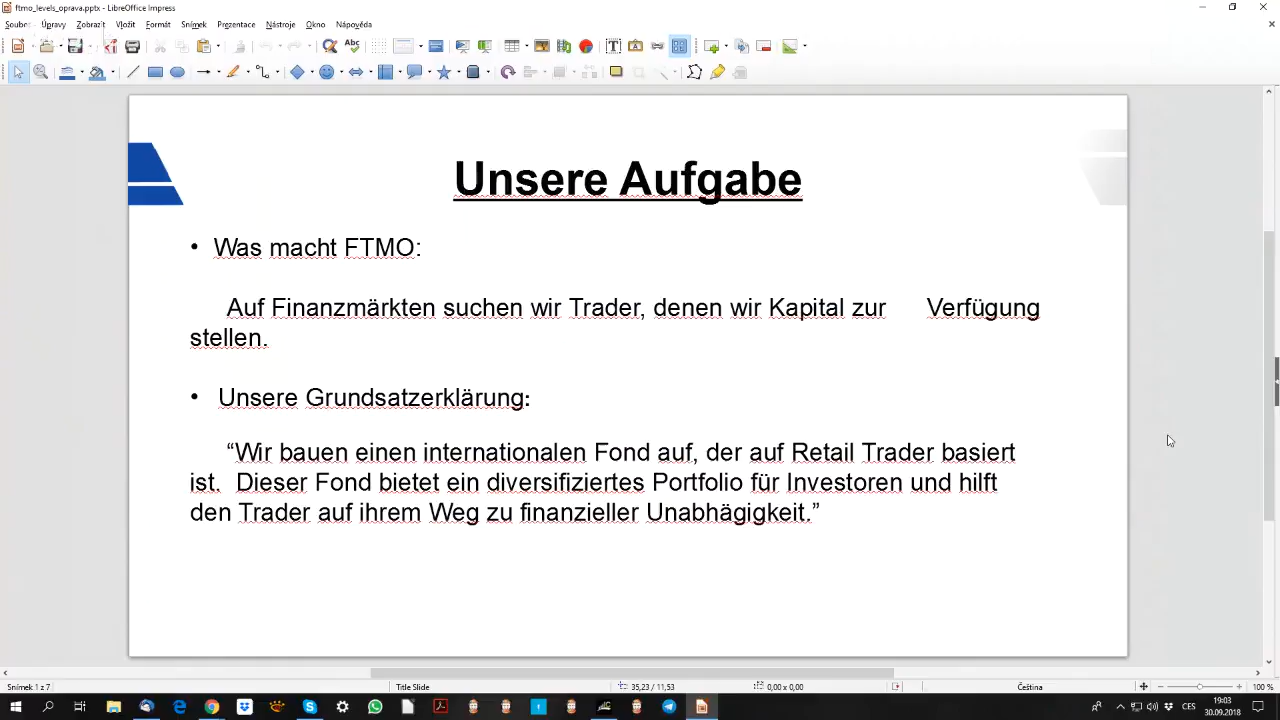 ftmo_levels_oprava.pptx - LibreOffice Impress
Soubor Úpravy Zobrazit Vložit Formát Snímek Prezentace Nástroje Okno Nápověda
Unsere Aufgabe
• Was macht FTMO:
Auf Finanzmärkten suchen wir Trader, denen wir Kapital zur Verfügung
stellen.
• Unsere Grundsatzerklärung:
“Wir bauen einen internationalen Fond auf, der auf Retail Trader basiert
ist. Dieser Fond bietet ein diversifiziertes Portfolio für Investoren und hilft
den Trader auf ihrem Weg zu finanzieller Unabhägigkeit.”
Snímek 1 z 7 Title Slide 35,23 / 11,53 0,00 x 0,00 Čeština 100 %
CES 19:03
30.09.2018